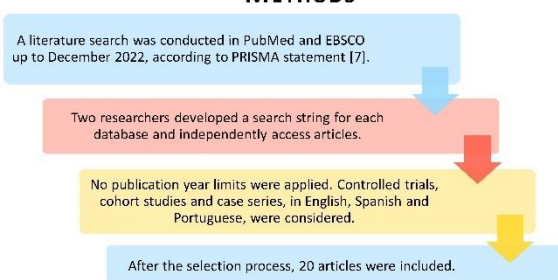 METHODS
A literature search was conducted in PubMed and EBSCO
up to December 2022, according to PRISMA statement [7].
Two researchers developed a search string for each
database and independently access articles.
No publication year limits were applied. Controlled trials,
cohort studies and case series, in English, Spanish and
Portuguese, were considered.
After the selection process, 20 articles were included.